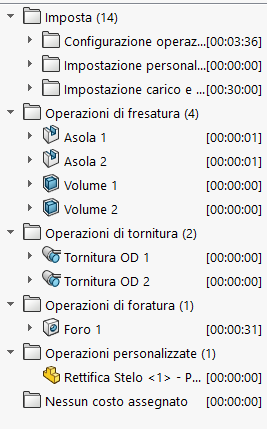 Imposta (14)
Configurazione operaz... [00:03:36]
Impostazione personal... [00:00:00]
Impostazione carico e ... [00:30:00]
Operazioni di fresatura (4)
Asola 1 [00:00:01]
Asola 2 [00:00:01]
Volume 1 [00:00:00]
Volume 2 [00:00:00]
Operazioni di tornitura (2)
Tornitura OD 1 [00:00:00]
Tornitura OD 2 [00:00:00]
Operazioni di foratura (1)
Foro 1 [00:00:31]
Operazioni personalizzate (1)
Rettifica Stelo <1> - P... [00:00:00]
Nessun costo assegnato [00:00:00]